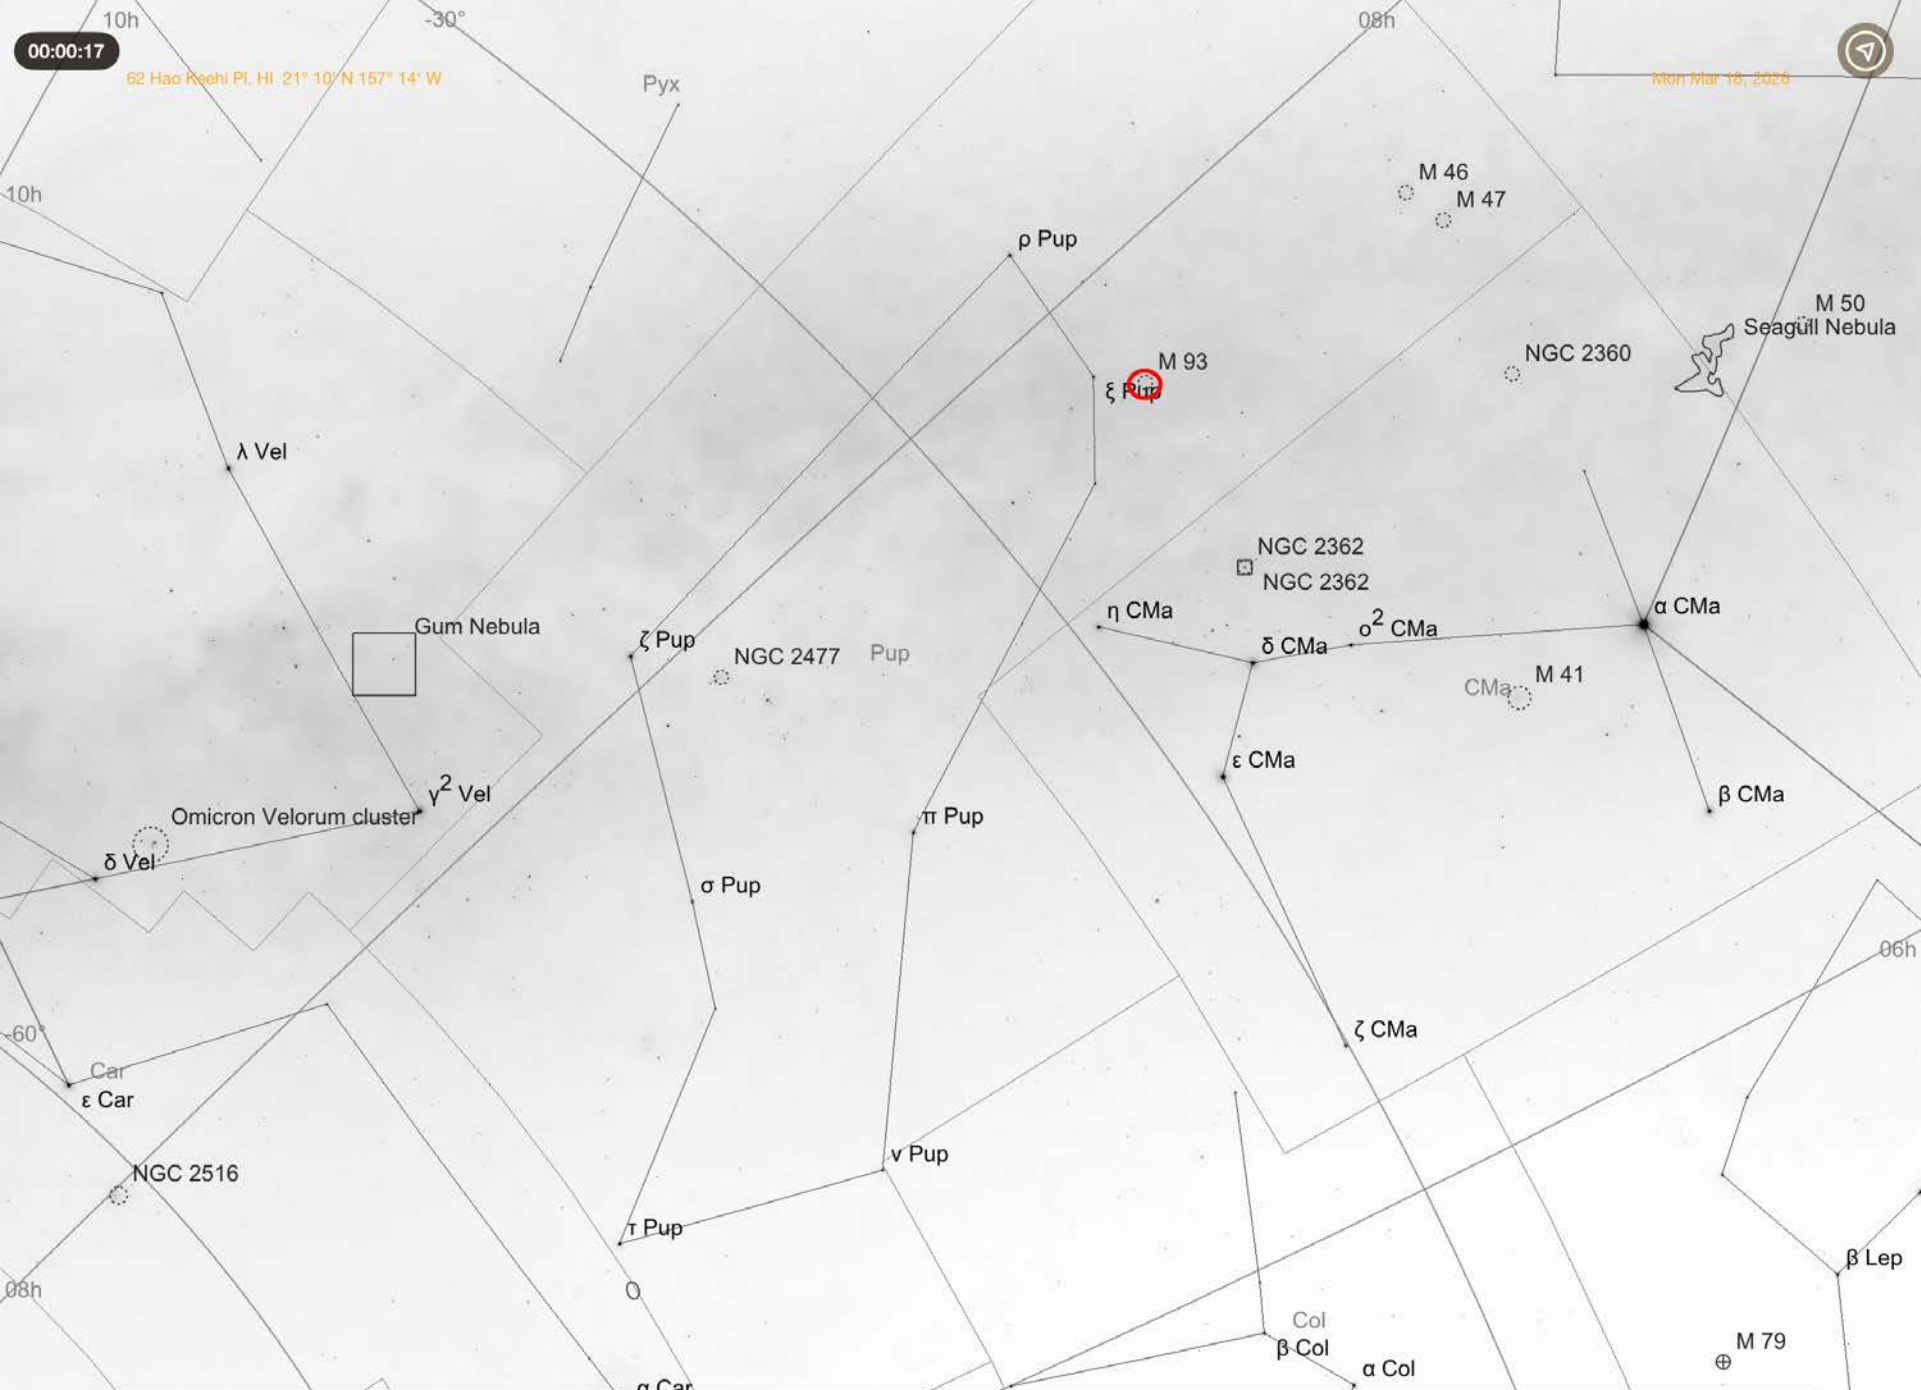 10h
-30°
08h
00:00:17
62 Hao Keehi Pl, HI 21° 10' N 157° 14' W
Mon Mar 16, 2026
Pyx
M 46
10h
M 47
ρ Pup
M 50
Seagull Nebula
M 93
NGC 2360
ξ Pup
λ Vel
NGC 2362
NGC 2362
α CMa
η CMa
Gum Nebula
ο² CMa
ζ Pup
δ CMa
NGC 2477
Pup
M 41
CMa
ε CMa
γ² Vel
β CMa
Omicron Velorum cluster
π Pup
δ Vel
σ Pup
06h
-60°
ζ CMa
Car
ε Car
ν Pup
NGC 2516
τ Pup
β Lep
08h
Col
M 79
β Col
α Col
α Car